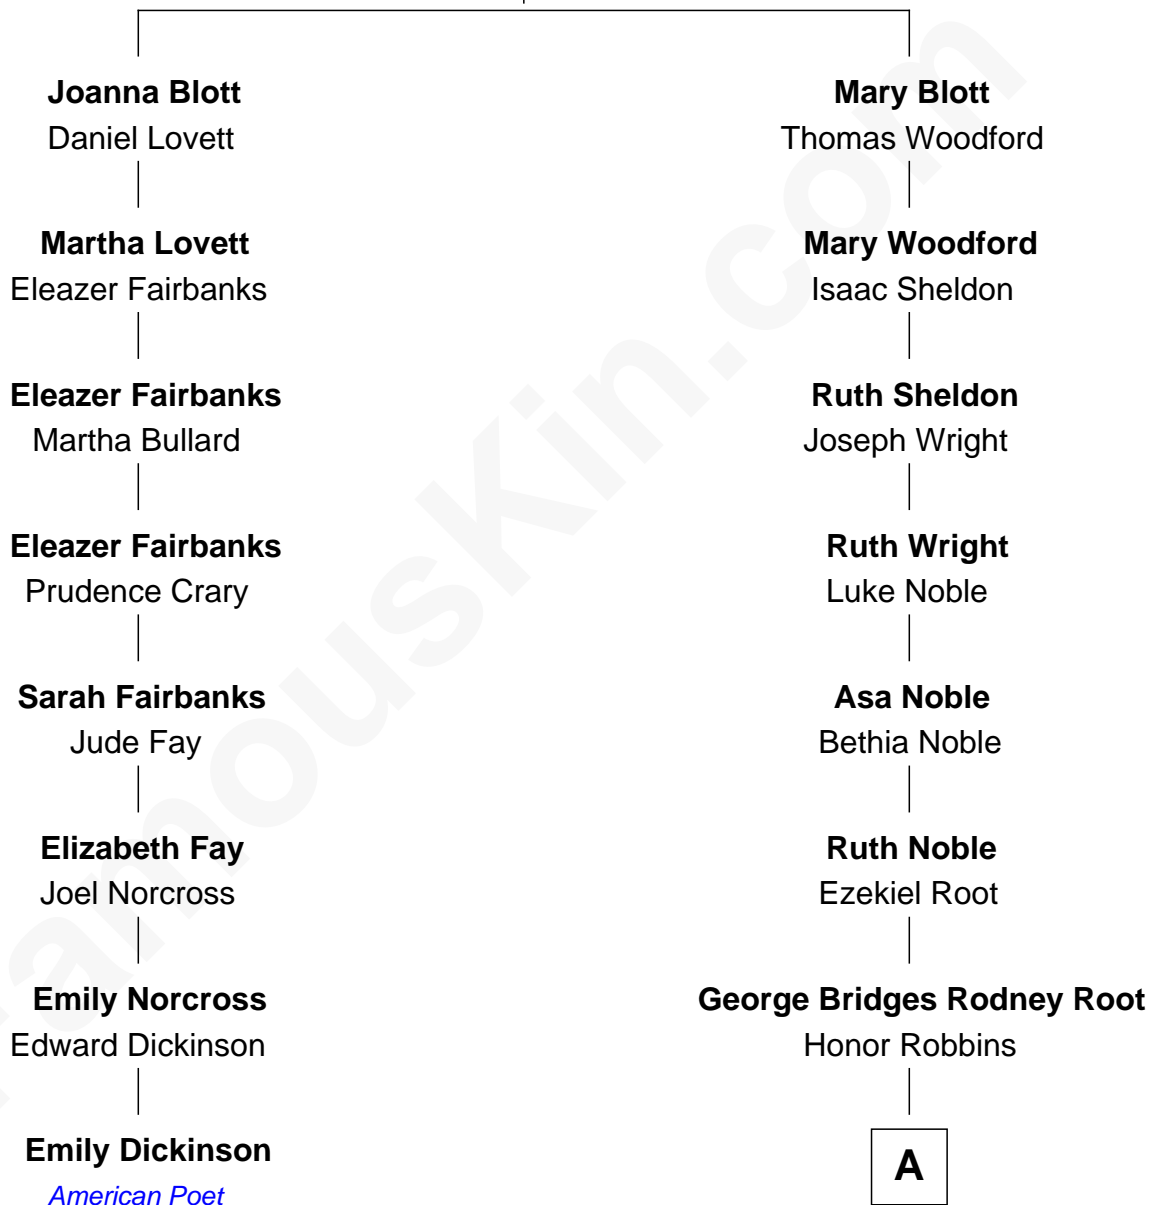 Joanna Blott
Daniel Lovett
Martha Lovett
Eleazer Fairbanks
Eleazer Fairbanks
Martha Bullard
Eleazer Fairbanks
Prudence Crary
Sarah Fairbanks
Jude Fay
Elizabeth Fay
Joel Norcross
Emily Norcross
Edward Dickinson
Emily Dickinson
American Poet
Mary Blott
Thomas Woodford
Mary Woodford
Isaac Sheldon
Ruth Sheldon
Joseph Wright
Ruth Wright
Luke Noble
Asa Noble
Bethia Noble
Ruth Noble
Ezekiel Root
George Bridges Rodney Root
Honor Robbins
A
FamousKin.com